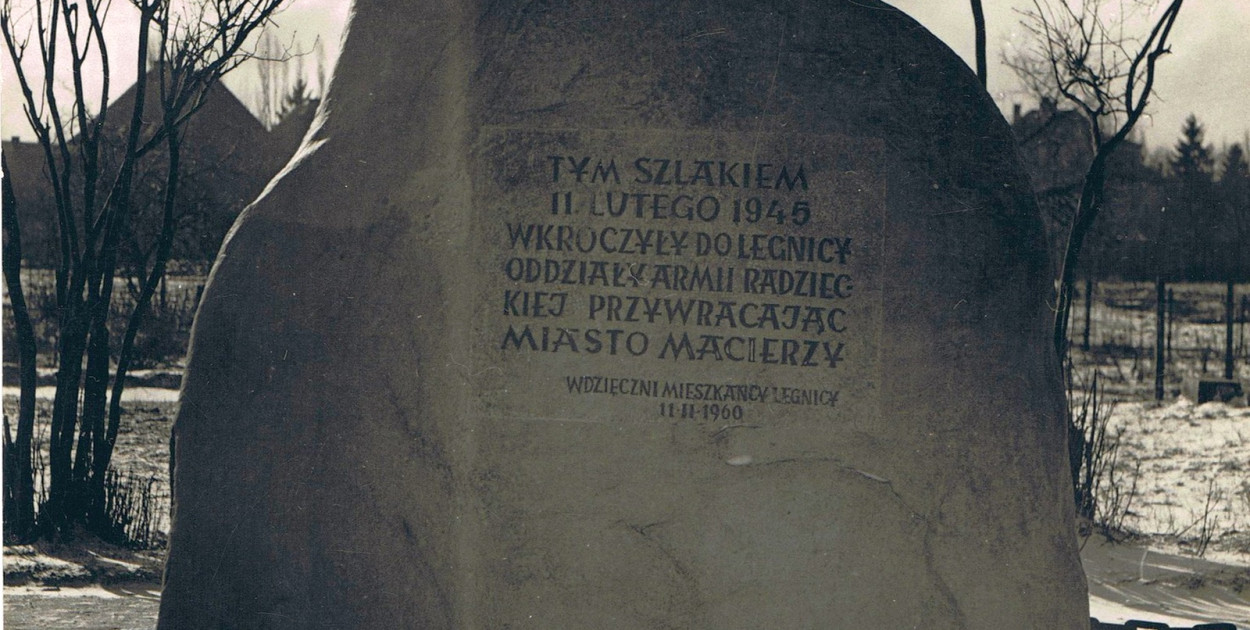 TYM SZLAKIEM
11. LUTEGO 1945
WKROCZYŁY DO LEGNICY
ODDZIAŁY ARMII RADZIEC
KIEJ PRZYWRACAJĄC
MIASTO MACIERZY
WDZIĘCZNI MIESZKAŃCY LEGNICY
11-II-1960